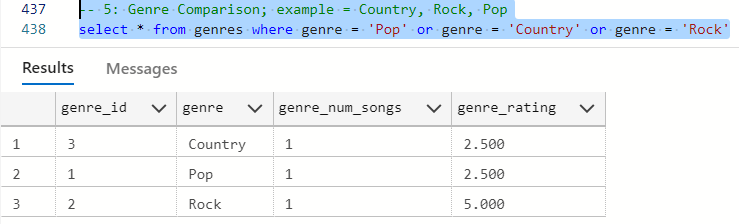 437 -- 5: Genre Comparison; example = Country, Rock, Pop
438 select * from genres where genre = 'Pop' or genre = 'Country' or genre = 'Rock'
Results Messages
genre_id genre genre_num_songs genre_rating
1 3 Country 1 2.500
2 1 Pop 1 2.500
3 2 Rock 1 5.000